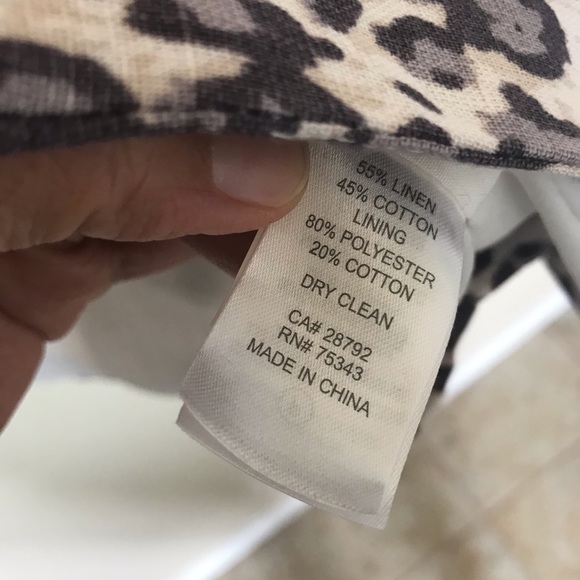 55% LINEN
45% COTTON
LINING
80% POLYESTER
20% COTTON
DRY CLEAN
CA# 28792
RN# 75343
MADE IN CHINA